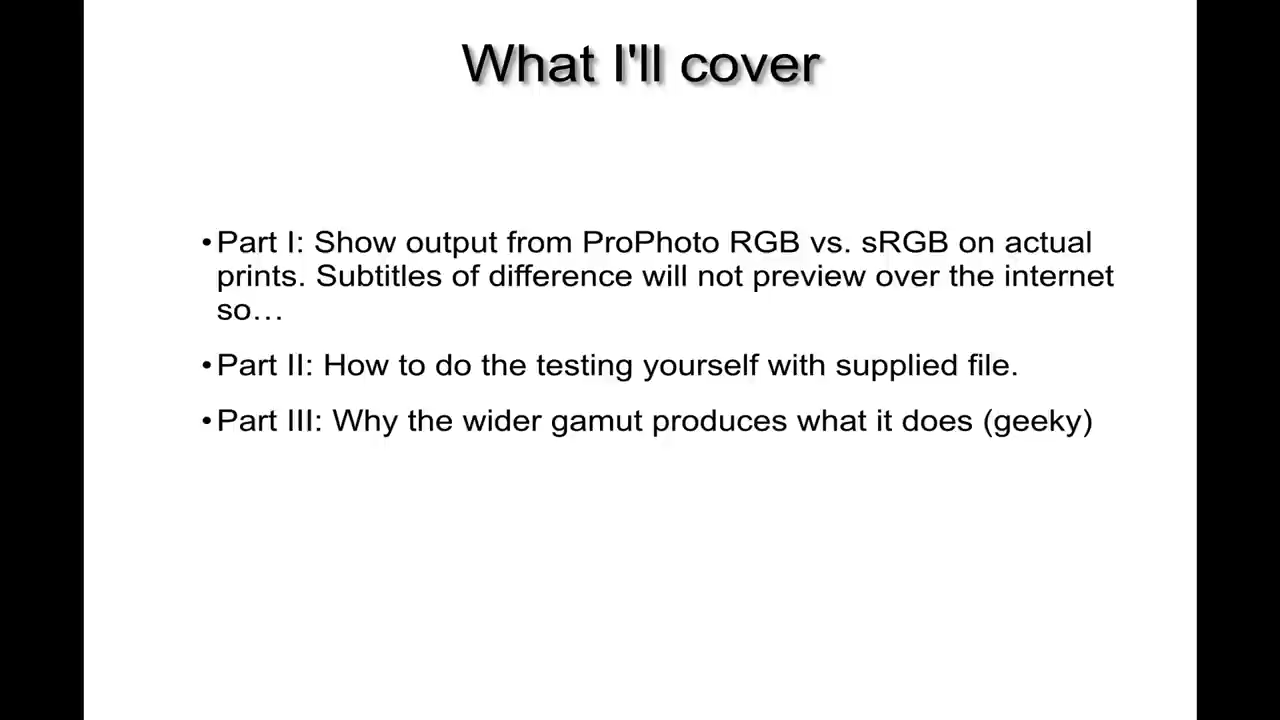 What I'll cover
•Part I: Show output from ProPhoto RGB vs. sRGB on actual
prints. Subtitles of difference will not preview over the internet
so…
•Part II: How to do the testing yourself with supplied file.
•Part III: Why the wider gamut produces what it does (geeky)